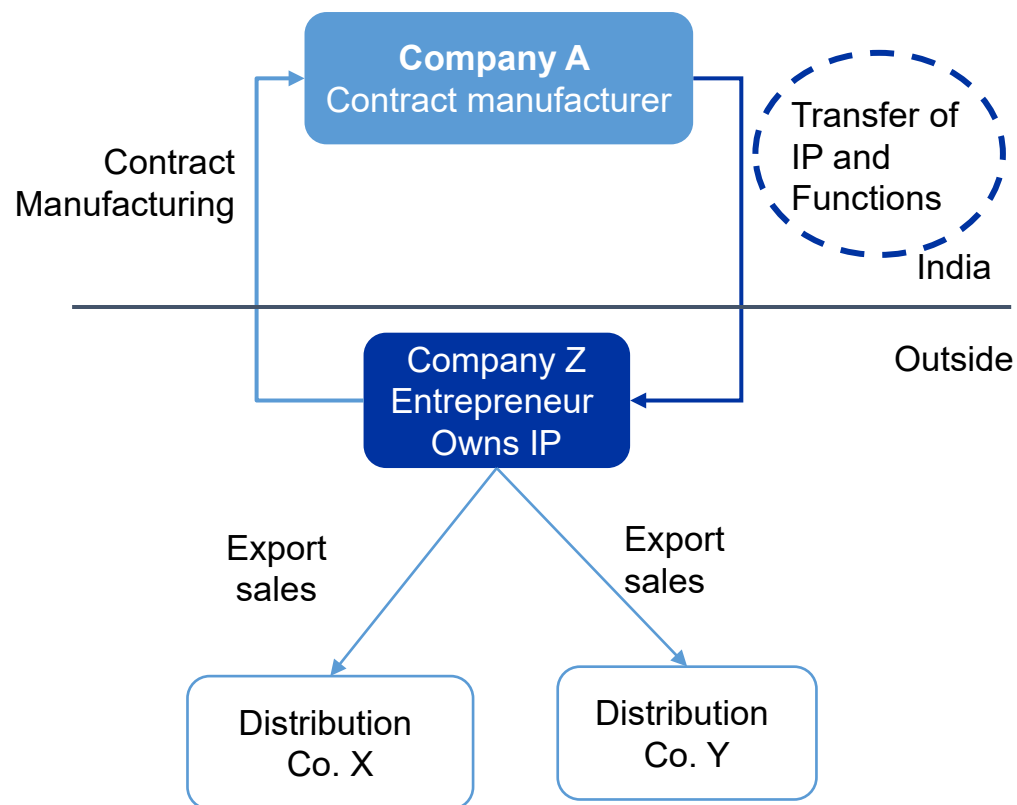 Company A
Contract manufacturer
Transfer of
IP and
Functions
Contract
Manufacturing
India
Outside
Company Z
Entrepreneur
Owns IP
Export
sales
Export
sales
Distribution
Co. X
Distribution
Co. Y